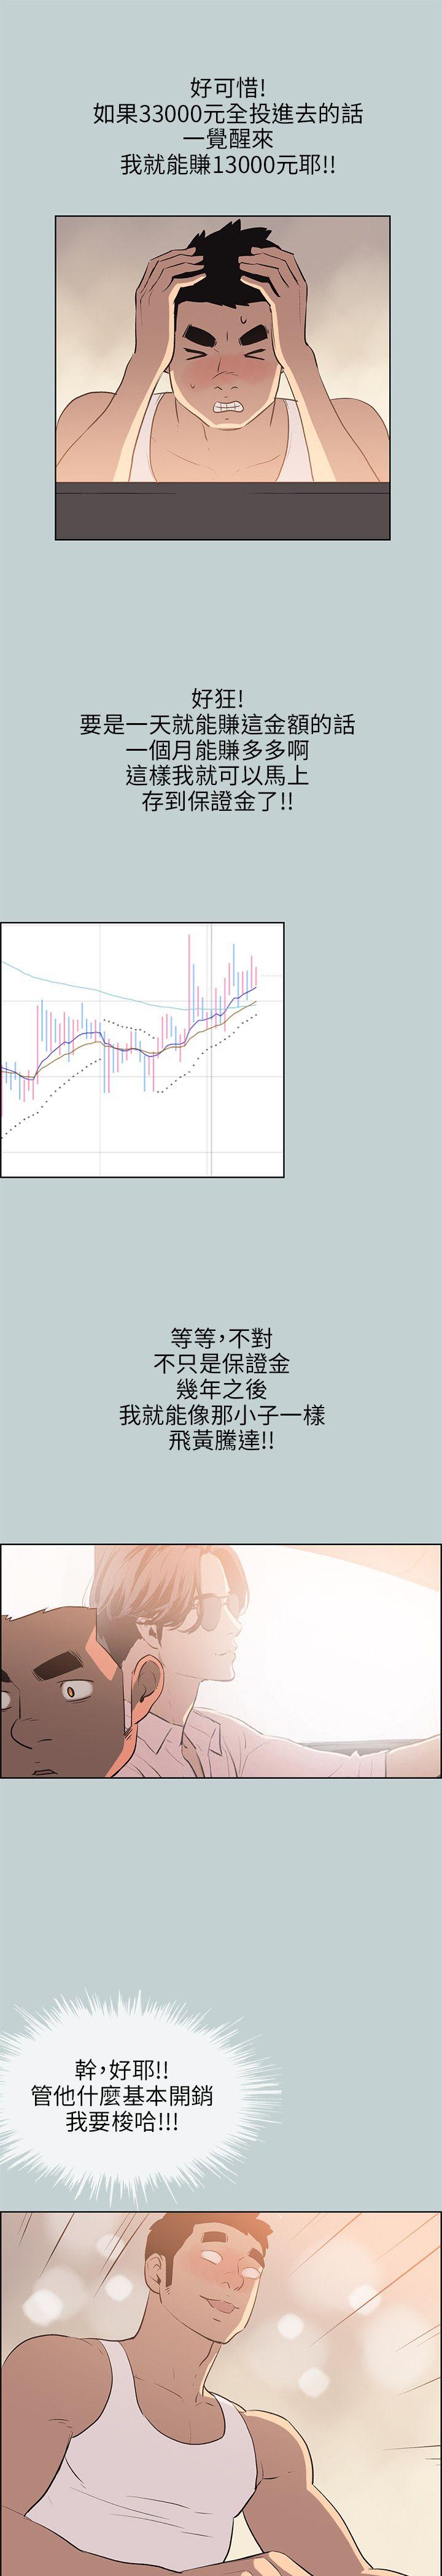 好可惜!
如果33000元全投進去的話
一覺醒來
我就能賺13000元耶!!
好狂!
要是一天就能賺這金額的話
一個月能賺多多啊
這樣我就可以馬上
存到保證金了!!
等等,不對
不只是保證金
幾年之後
我就能像那小子一樣
飛黃騰達!!
幹,好耶!!
管他什麼基本開銷
我要梭哈!!!